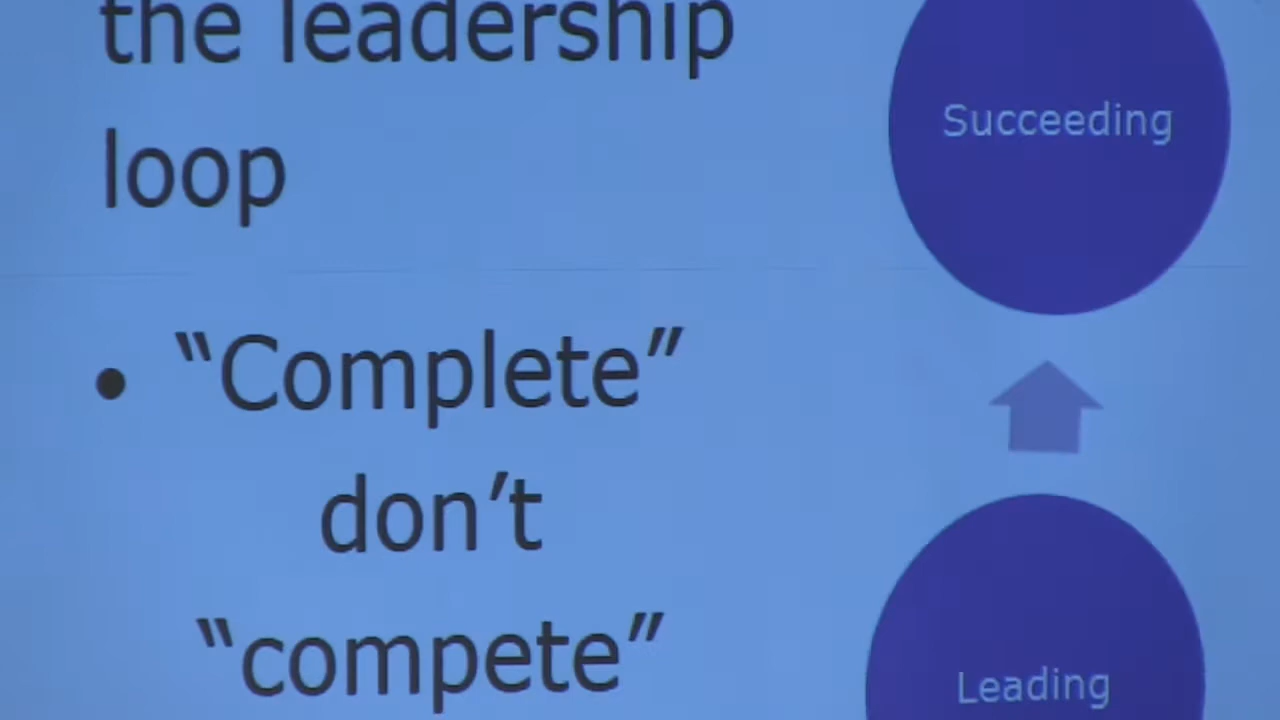 the leadership
loop
• “Complete”
don’t
“compete”
Succeeding
Leading